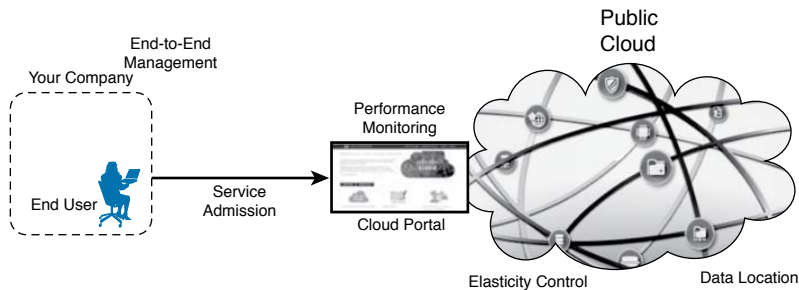 Public
Cloud
End-to-End
Management
Your Company
Performance
Monitoring
End User
Service
Admission
Cloud Portal
Elasticity Control
Data Location